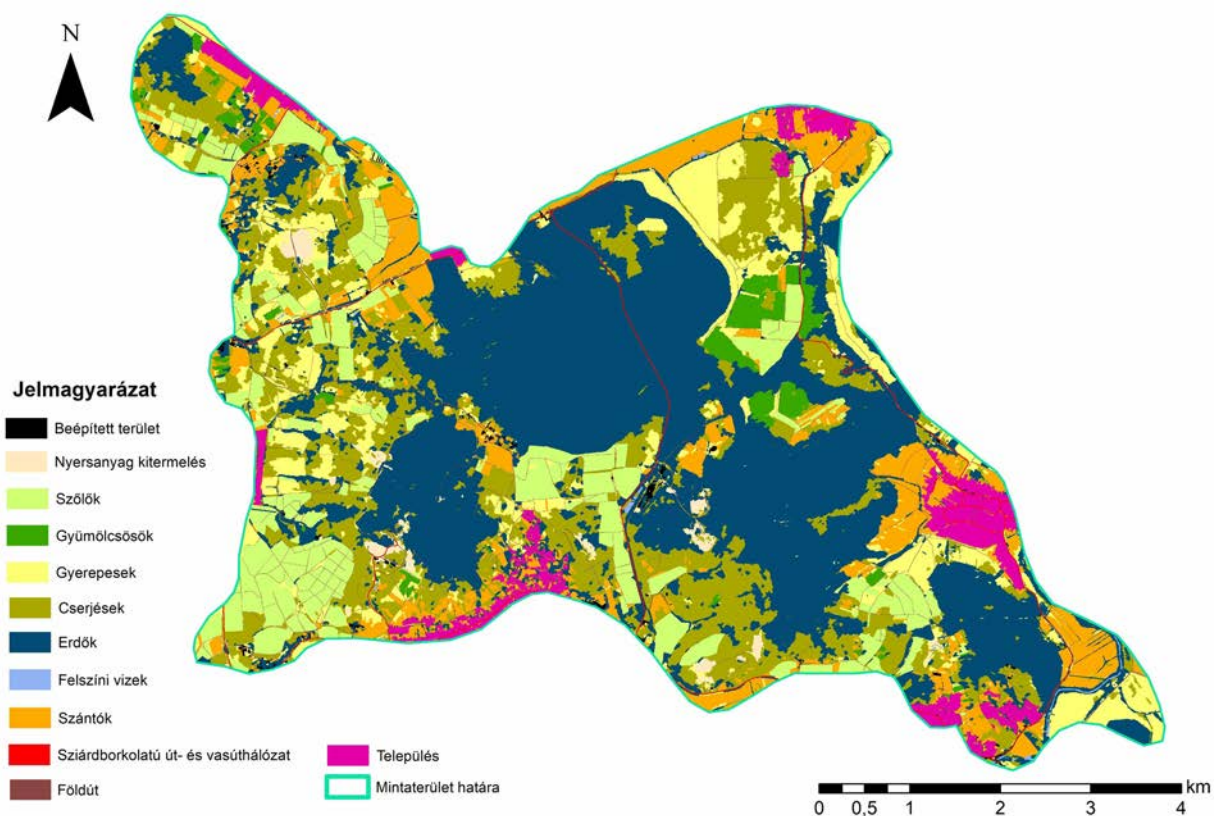 N
Jelmagyarázat
Beépített terület
Nyersanyag kitermelés
Szőlők
Gyümölcsösök
Gyerepesek
Cserjések
Erdők
Felszíni vizek
Szántók
Sziárdborkolatú út- és vasúthálózat
Földút
Település
Mintaterület határa
km
0 0,5 1 2 3 4